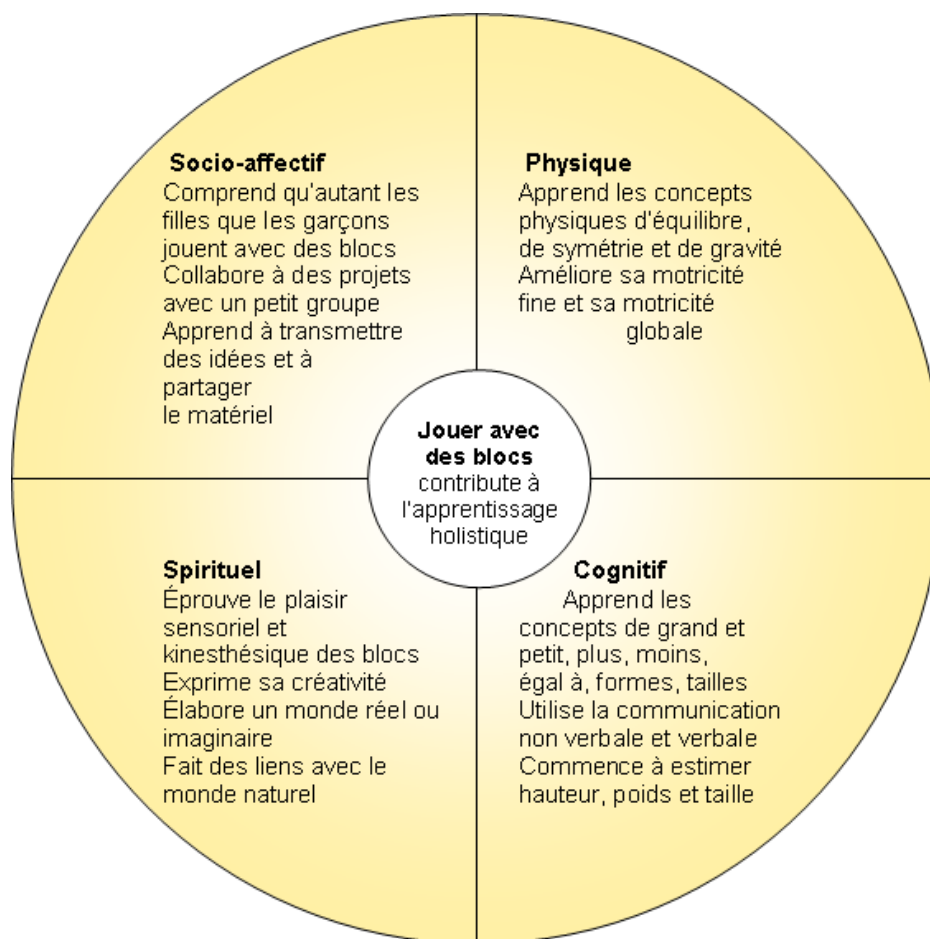 Socio-affectif
Comprend qu'autant les
filles que les garçons
jouent avec des blocs
Collabore à des projets
avec un petit groupe
Apprend à transmettre
des idées et à
partager
le matériel
Physique
Apprend les concepts
physiques d'équilibre,
de symétrie et de gravité
Améliore sa motricité
fine et sa motricité
globale
Jouer avec
des blocs
contribute à
l'apprentissage
holistique
Spirituel
Éprouve le plaisir
sensoriel et
kinesthésique des blocs
Exprime sa créativité
Élabore un monde réel ou
imaginaire
Fait des liens avec le
monde naturel
Cognitif
Apprend les
concepts de grand et
petit, plus, moins,
égal à, formes, tailles
Utilise la communication
non verbale et verbale
Commence à estimer
hauteur, poids et taille